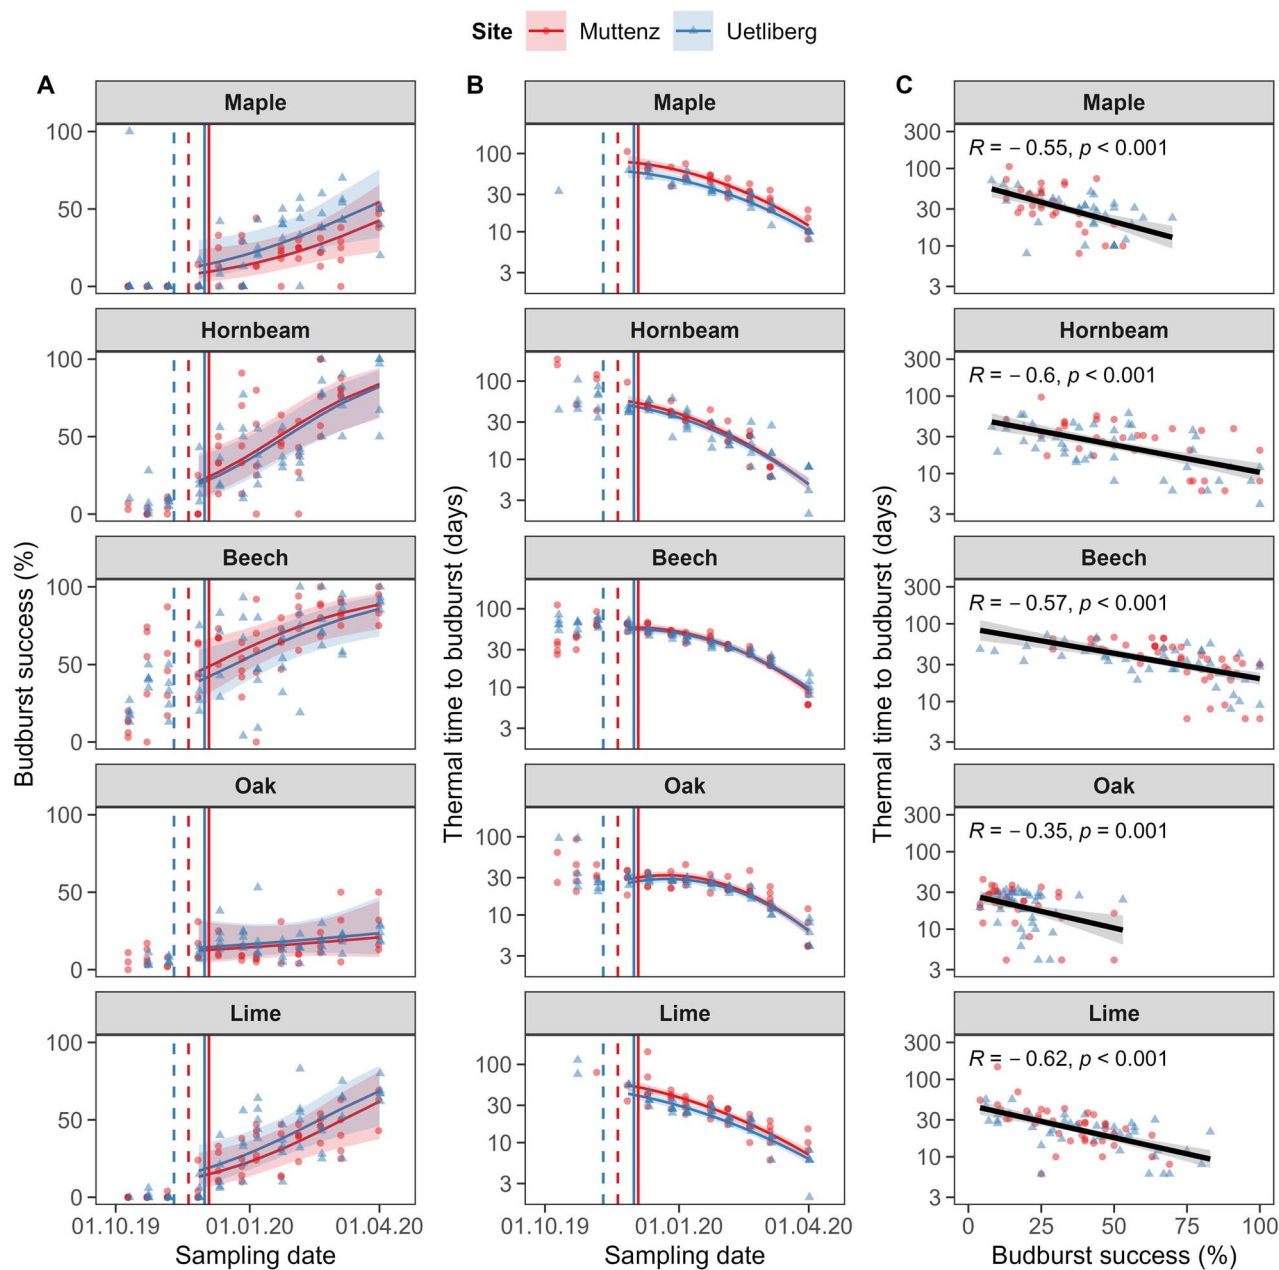 Site Muttenz Uetliberg
A B C
Maple Maple Maple
100 50 0
100 30 10 3
300 100 30 10 3
R = − 0.55, p < 0.001
Hornbeam Hornbeam Hornbeam
100 50 0
100 30 10 3
300 100 30 10 3
R = − 0.6, p < 0.001
Beech Beech Beech
100 50 0
100 30 10 3
300 100 30 10 3
R = − 0.57, p < 0.001
Oak Oak Oak
100 50 0
100 30 10 3
300 100 30 10 3
R = − 0.35, p = 0.001
Lime Lime Lime
100 50 0
100 30 10 3
300 100 30 10 3
R = − 0.62, p < 0.001
Budburst success (%)
Thermal time to budburst (days)
Thermal time to budburst (days)
01.10.19 01.01.20 01.04.20
01.10.19 01.01.20 01.04.20
0 25 50 75 100
Sampling date
Sampling date
Budburst success (%)